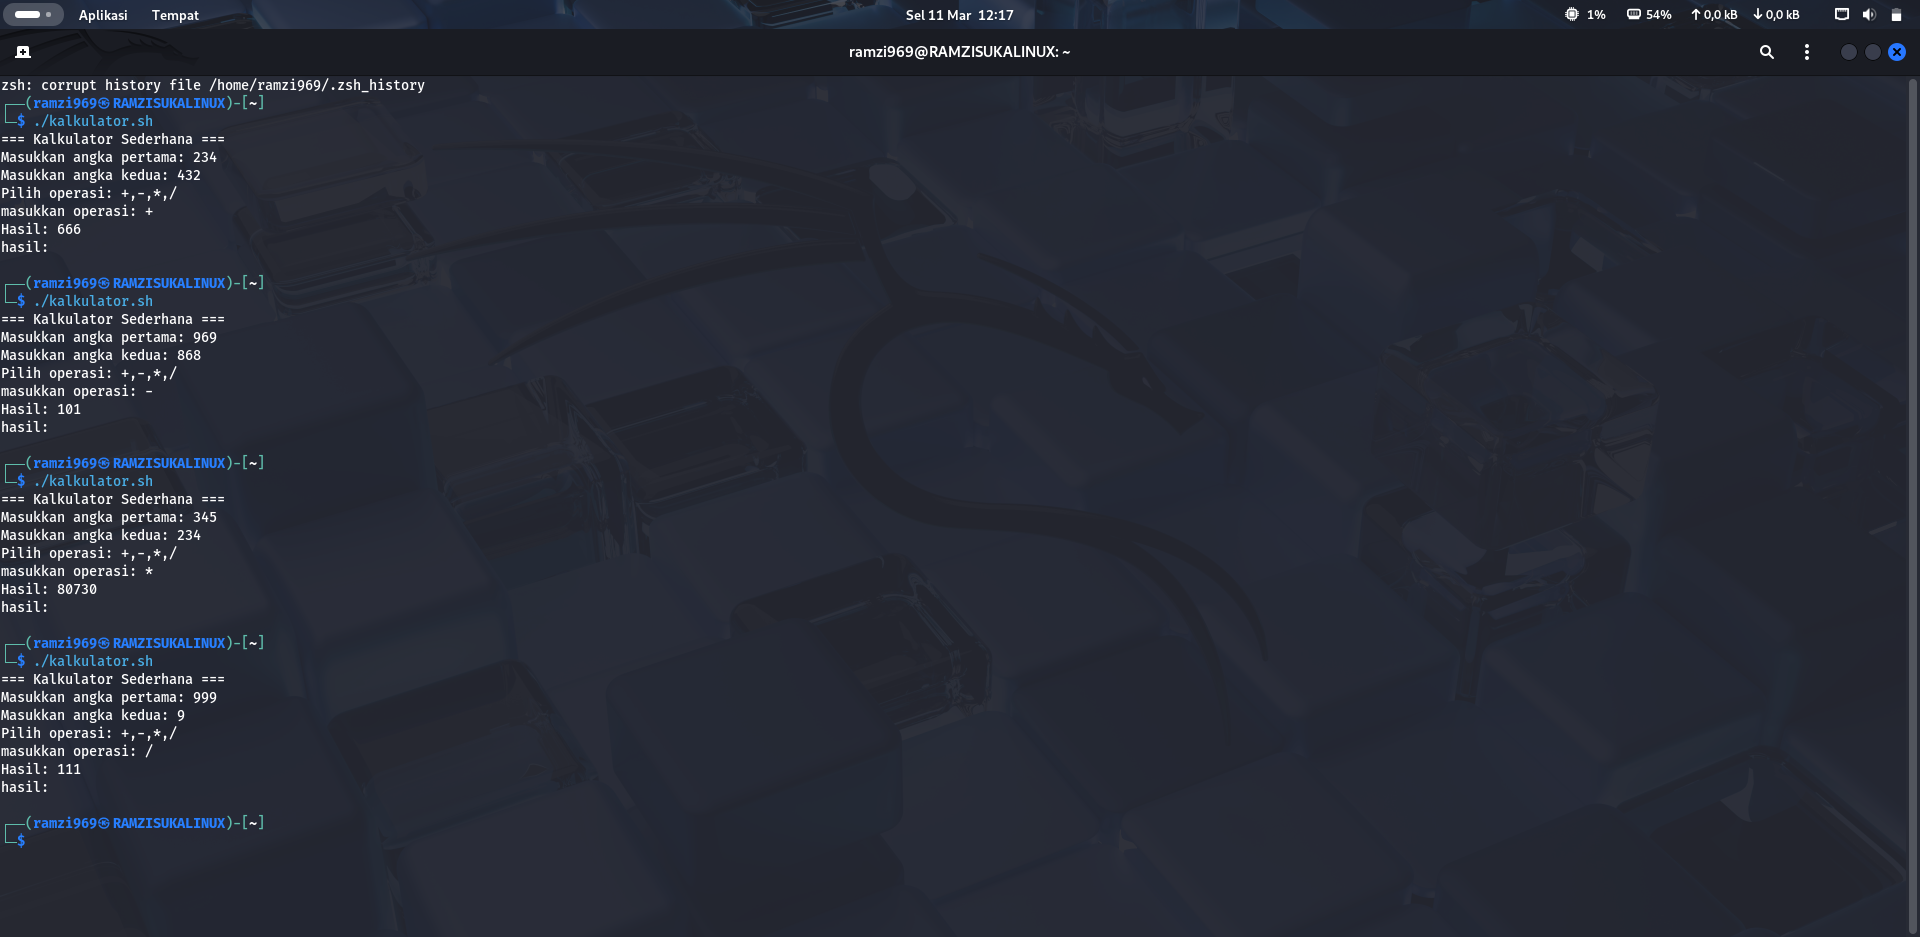 Aplikasi Tempat Sel 11 Mar 12:17 1% 54% ↑ 0,0 kB ↓ 0,0 kB
ramzi969@RAMZISUKALINUX: ~
zsh: corrupt history file /home/ramzi969/.zsh_history
┌──(ramzi969㉿RAMZISUKALINUX)-[~]
└─$ ./kalkulator.sh
=== Kalkulator Sederhana ===
Masukkan angka pertama: 234
Masukkan angka kedua: 432
Pilih operasi: +,-,*,/
masukkan operasi: +
Hasil: 666
hasil:
┌──(ramzi969㉿RAMZISUKALINUX)-[~]
└─$ ./kalkulator.sh
=== Kalkulator Sederhana ===
Masukkan angka pertama: 969
Masukkan angka kedua: 868
Pilih operasi: +,-,*,/
masukkan operasi: -
Hasil: 101
hasil:
┌──(ramzi969㉿RAMZISUKALINUX)-[~]
└─$ ./kalkulator.sh
=== Kalkulator Sederhana ===
Masukkan angka pertama: 345
Masukkan angka kedua: 234
Pilih operasi: +,-,*,/
masukkan operasi: *
Hasil: 80730
hasil:
┌──(ramzi969㉿RAMZISUKALINUX)-[~]
└─$ ./kalkulator.sh
=== Kalkulator Sederhana ===
Masukkan angka pertama: 999
Masukkan angka kedua: 9
Pilih operasi: +,-,*,/
masukkan operasi: /
Hasil: 111
hasil:
┌──(ramzi969㉿RAMZISUKALINUX)-[~]
└─$